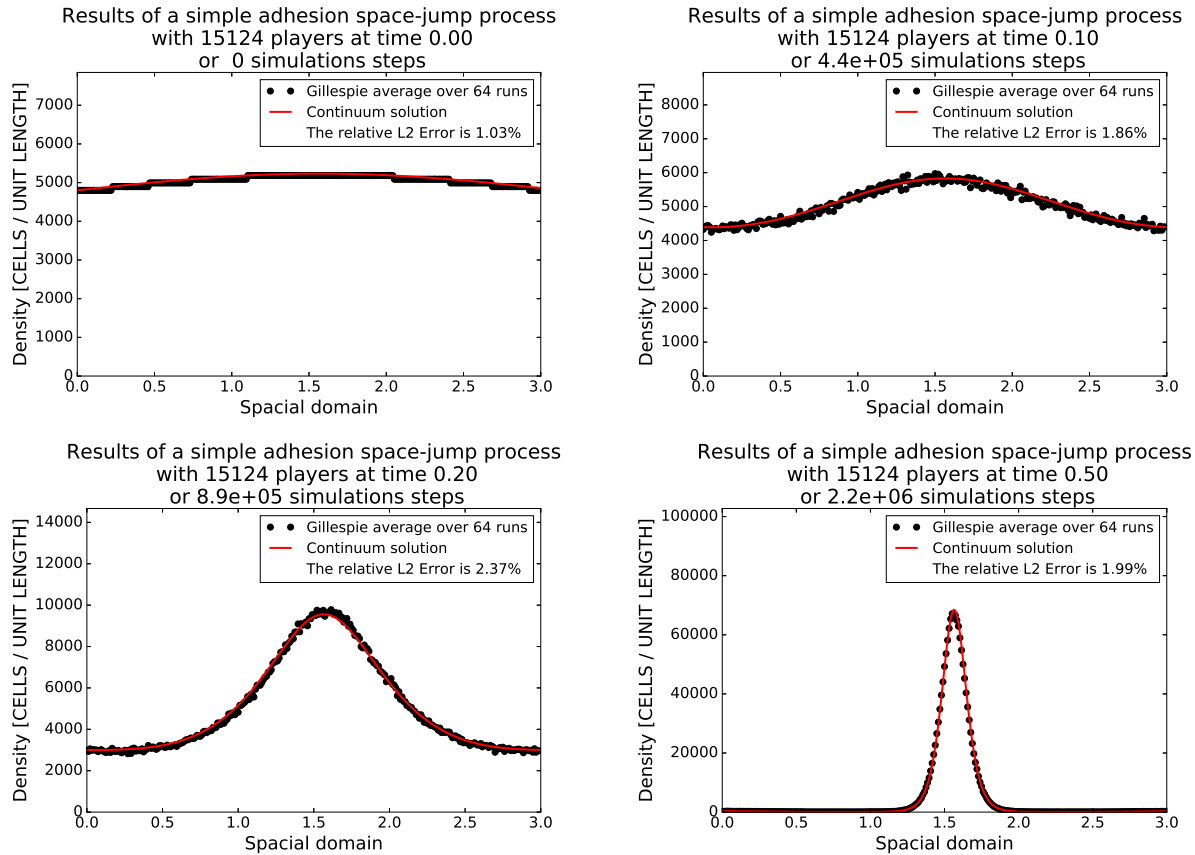 Results of a simple adhesion space-jump process
with 15124 players at time 0.00
or  0 simulations steps
Density [CELLS / UNIT LENGTH]
7000
6000
5000
4000
3000
2000
1000
0
Gillespie average over 64 runs
Continuum solution
The relative L2 Error is 1.03%
0.0 0.5 1.0 1.5 2.0 2.5 3.0
Spacial domain
Results of a simple adhesion space-jump process
with 15124 players at time 0.10
or 4.4e+05 simulations steps
Density [CELLS / UNIT LENGTH]
8000
7000
6000
5000
4000
3000
2000
1000
0
Gillespie average over 64 runs
Continuum solution
The relative L2 Error is 1.86%
0.0 0.5 1.0 1.5 2.0 2.5 3.0
Spacial domain
Results of a simple adhesion space-jump process
with 15124 players at time 0.20
or 8.9e+05 simulations steps
Density [CELLS / UNIT LENGTH]
14000
12000
10000
8000
6000
4000
2000
0
Gillespie average over 64 runs
Continuum solution
The relative L2 Error is 2.37%
0.0 0.5 1.0 1.5 2.0 2.5 3.0
Spacial domain
Results of a simple adhesion space-jump process
with 15124 players at time 0.50
or 2.2e+06 simulations steps
Density [CELLS / UNIT LENGTH]
100000
80000
60000
40000
20000
0
Gillespie average over 64 runs
Continuum solution
The relative L2 Error is 1.99%
0.0 0.5 1.0 1.5 2.0 2.5 3.0
Spacial domain